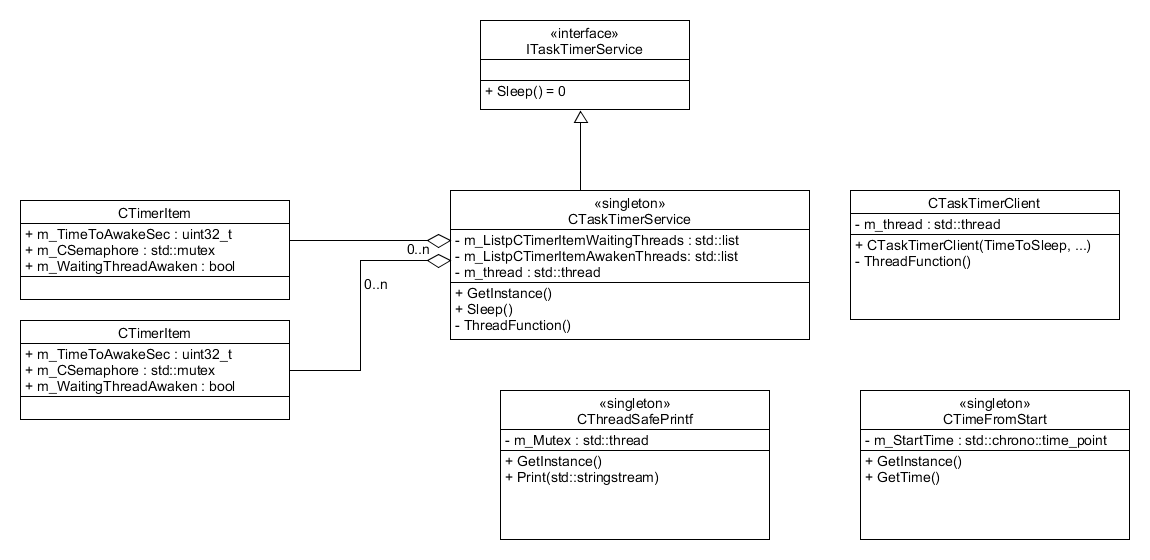 «interface»
ITaskTimerService
+ Sleep() = 0
CTimerItem
+ m_TimeToAwakeSec : uint32_t
+ m_CSemaphore : std::mutex
+ m_WaitingThreadAwaken : bool
0..n
0..n
«singleton»
CTaskTimerService
- m_ListpCTimerItemWaitingThreads : std::list
- m_ListpCTimerItemAwakenThreads: std::list
- m_thread : std::thread
+ GetInstance()
+ Sleep()
- ThreadFunction()
CTaskTimerClient
- m_thread : std::thread
+ CTaskTimerClient(TimeToSleep, ...)
- ThreadFunction()
CTimerItem
+ m_TimeToAwakeSec : uint32_t
+ m_CSemaphore : std::mutex
+ m_WaitingThreadAwaken : bool
«singleton»
CThreadSafePrintf
- m_Mutex : std::thread
+ GetInstance()
+ Print(std::stringstream)
«singleton»
CTimeFromStart
- m_StartTime : std::chrono::time_point
+ GetInstance()
+ GetTime()